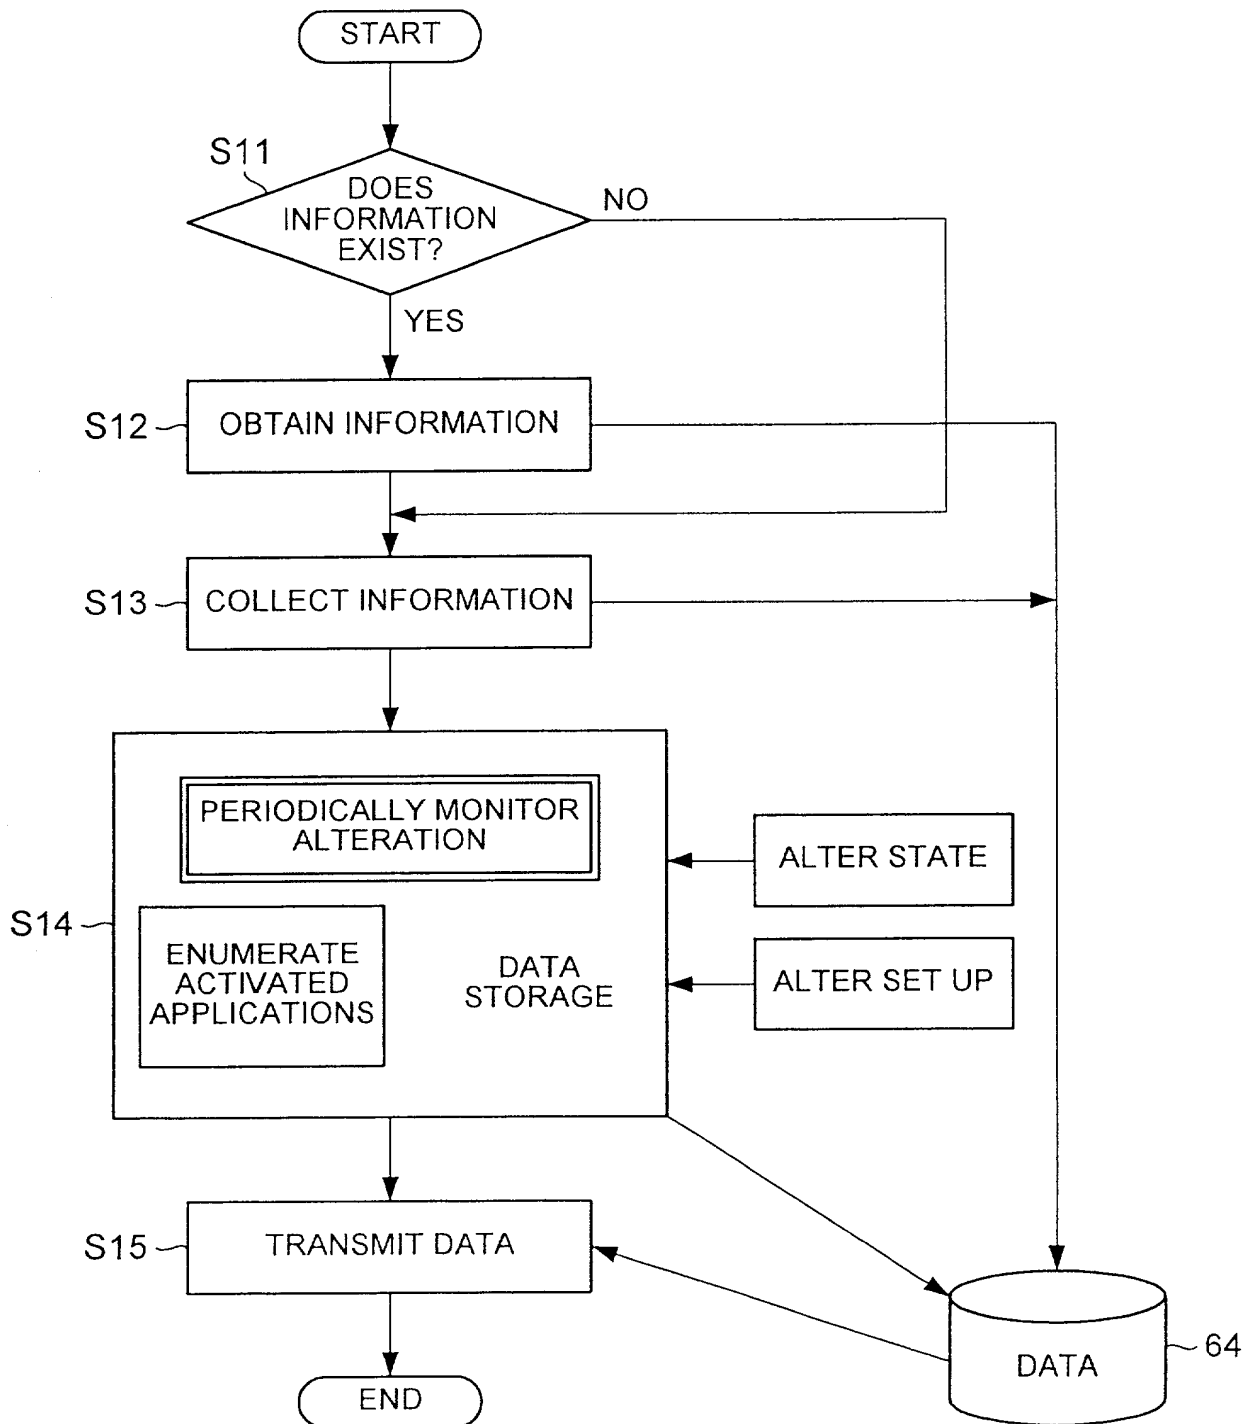 START
S11
DOES
INFORMATION
EXIST?
NO
YES
S12
OBTAIN INFORMATION
S13
COLLECT INFORMATION
PERIODICALLY MONITOR
ALTERATION
ALTER STATE
S14
ENUMERATE
ACTIVATED
APPLICATIONS
DATA
STORAGE
ALTER SET UP
S15
TRANSMIT DATA
DATA
64
END